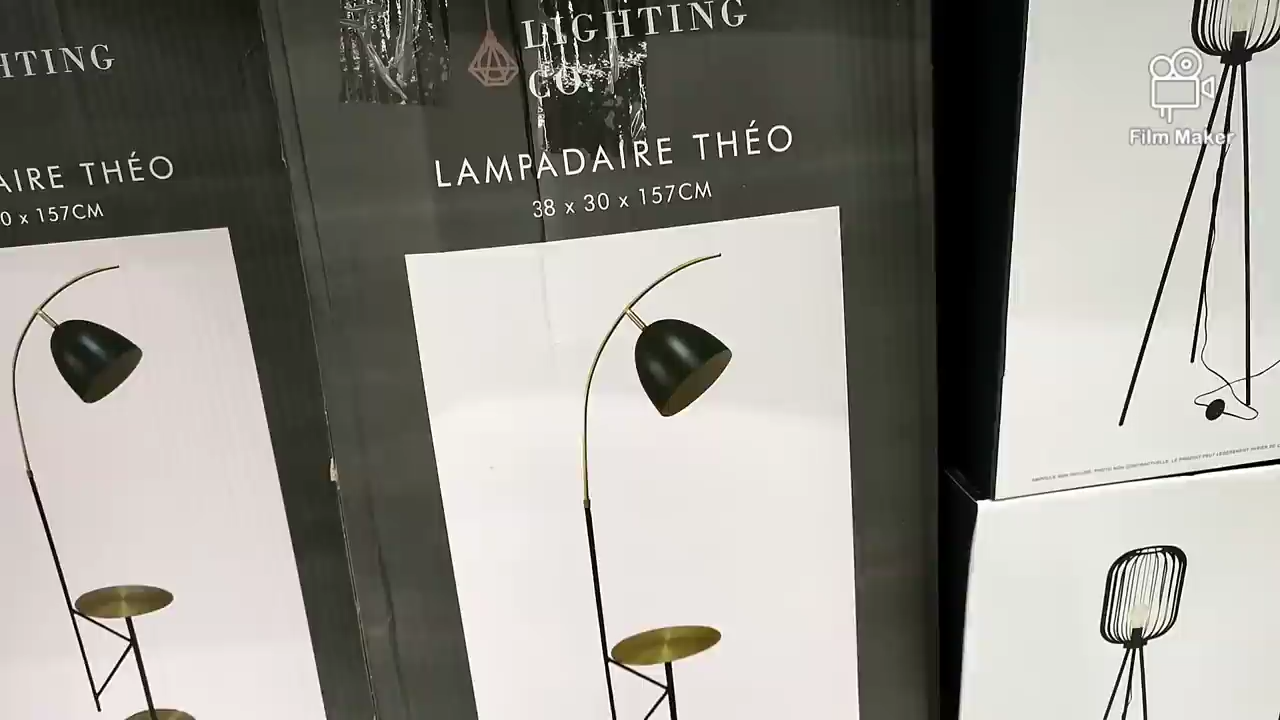 HTING
AIRE THÉO
0 x 157CM
LIGHTING
CO
LAMPADAIRE THÉO
38 x 30 x 157CM
Film Maker